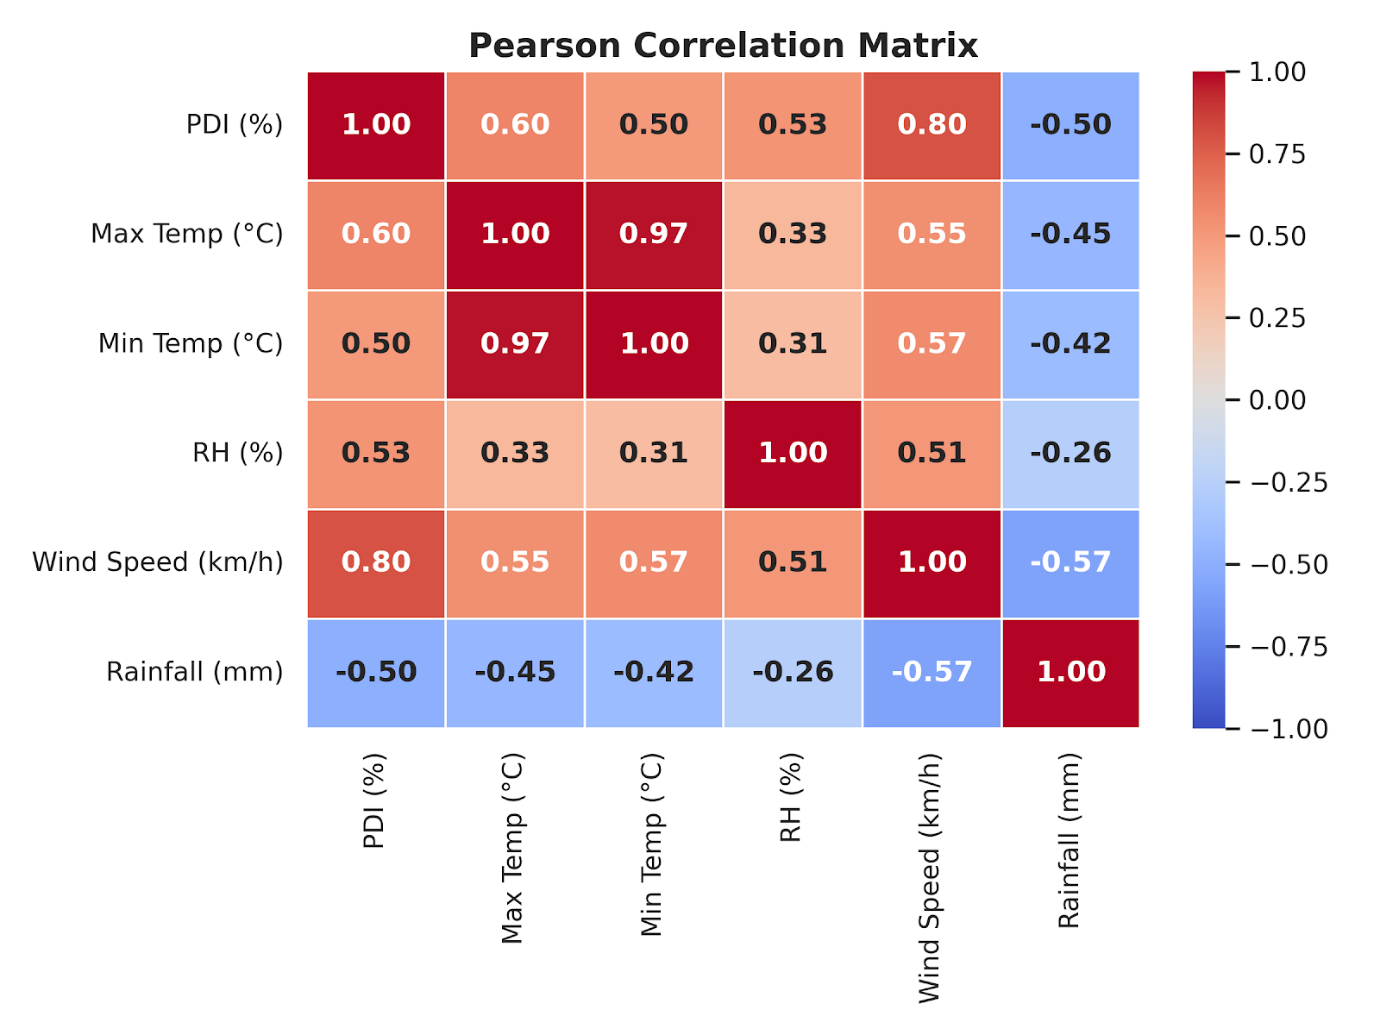 Pearson Correlation Matrix
PDI (%) 1.00 0.60 0.50 0.53 0.80 -0.50
Max Temp (°C) 0.60 1.00 0.97 0.33 0.55 -0.45
Min Temp (°C) 0.50 0.97 1.00 0.31 0.57 -0.42
RH (%) 0.53 0.33 0.31 1.00 0.51 -0.26
Wind Speed (km/h) 0.80 0.55 0.57 0.51 1.00 -0.57
Rainfall (mm) -0.50 -0.45 -0.42 -0.26 -0.57 1.00
PDI (%)
Max Temp (°C)
Min Temp (°C)
RH (%)
Wind Speed (km/h)
Rainfall (mm)
1.00
0.75
0.50
0.25
0.00
−0.25
−0.50
−0.75
−1.00